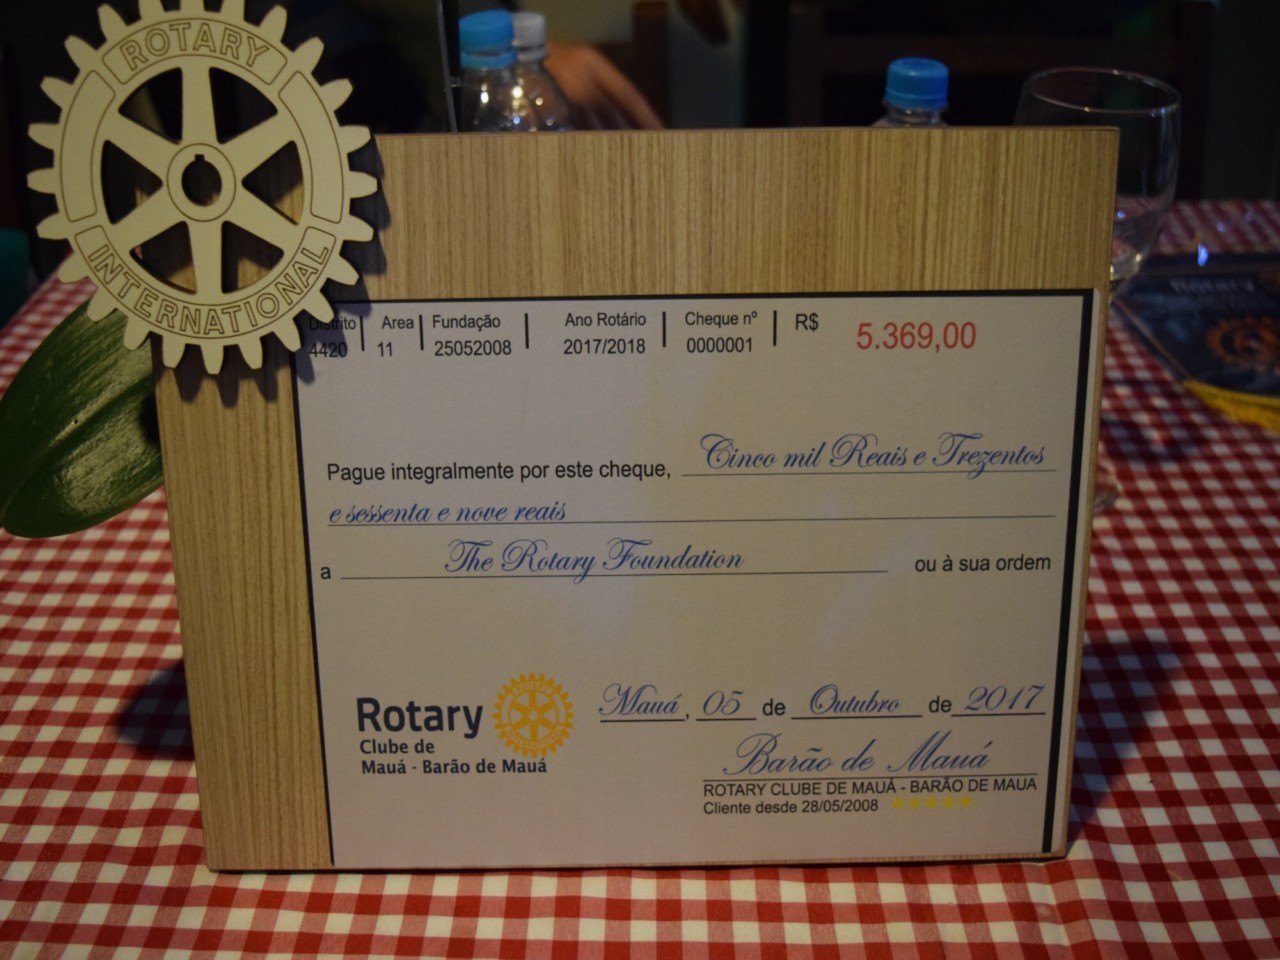 ROTARY
INTERNATIONAL
Distrito Area Fundação Ano Rotário Cheque nº R$ 5.369,00
4420 11 25052008 2017/2018 0000001
Pague integralmente por este cheque, Cinco mil Reais e Trezentos
e sessenta e nove reais
a The Rotary Foundation ou à sua ordem
Rotary
Clube de
Mauá - Barão de Mauá
Mauá, 05 de Outubro de 2017
Barão de Mauá
ROTARY CLUBE DE MAUÁ - BARÃO DE MAUA
Cliente desde 28/05/2008
Rotary